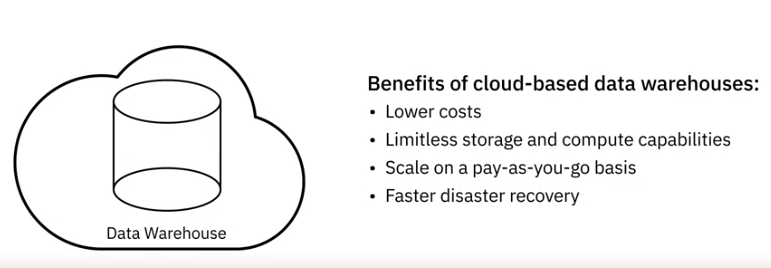 Benefits of cloud-based data warehouses:
• Lower costs
• Limitless storage and compute capabilities
• Scale on a pay-as-you-go basis
• Faster disaster recovery
Data Warehouse